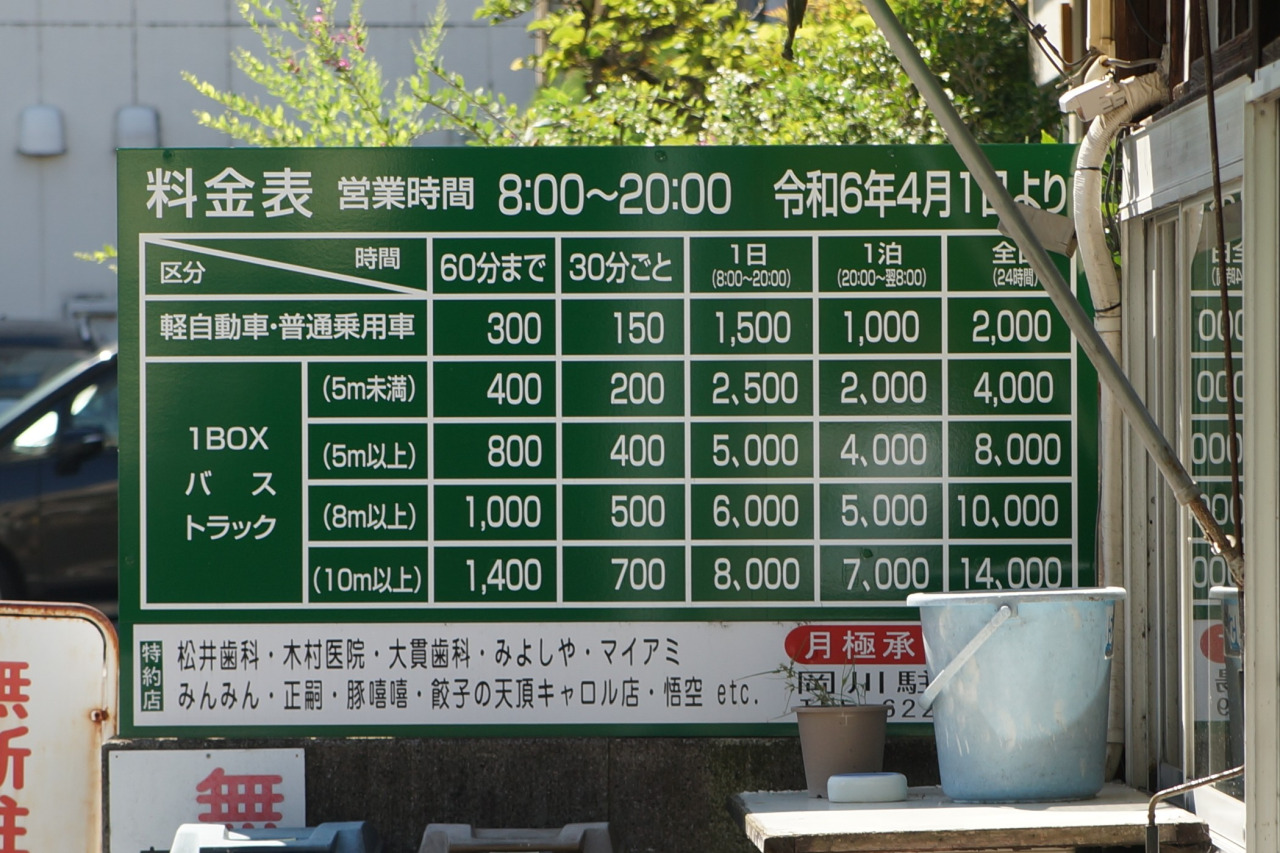 料金表 営業時間 8:00～20:00 令和6年4月1日より
区分 時間 60分まで 30分ごと 1日 1泊 全日
(8:00~20:00) (20:00~翌8:00) (24時間)
軽自動車・普通乗用車 300 150 1,500 1,000 2,000
1BOX
バス
トラック
(5m未満) 400 200 2,500 2,000 4,000
(5m以上) 800 400 5,000 4,000 8,000
(8m以上) 1,000 500 6,000 5,000 10,000
(10m以上) 1,400 700 8,000 7,000 14,000
特約店
松井歯科・木村医院・大貫歯科・みよしや・マイアミ
みんみん・正嗣・豚嘻嘻・餃子の天頂キャロル店・悟空 etc.
月極承
岡川駐
622
無断駐
無